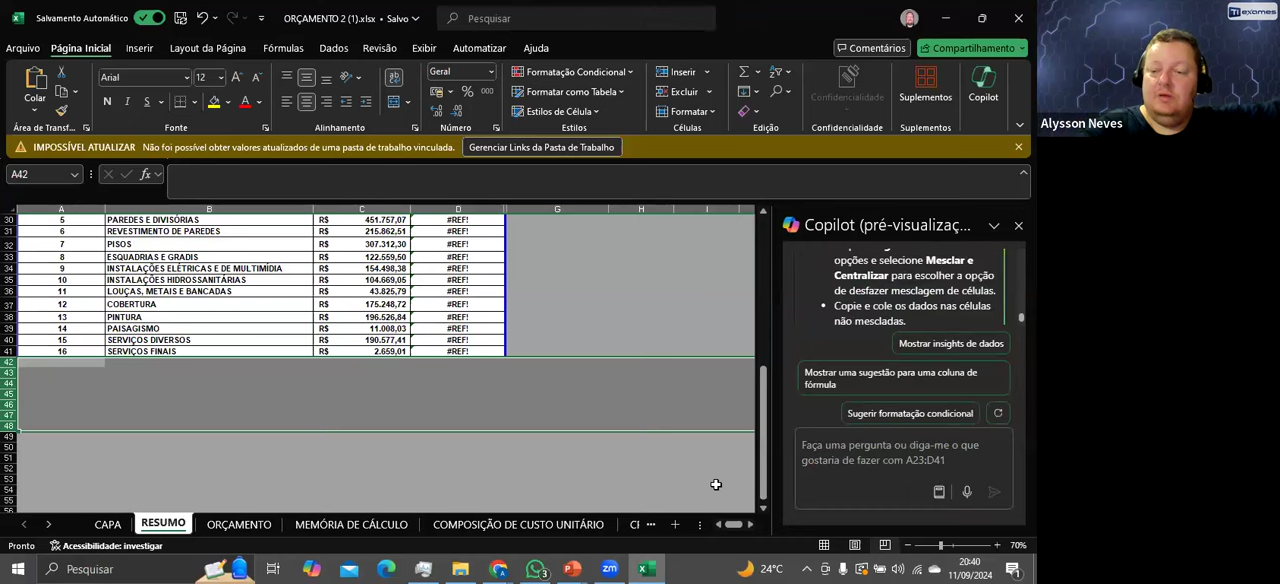 Salvamento Automático
ORÇAMENTO 2 (1).xlsx • Salvo
Pesquisar
TIexames
Arquivo Página Inicial Inserir Layout da Página Fórmulas Dados Revisão Exibir Automatizar Ajuda
Comentários Compartilhamento
Colar
Arial 12
N I S
Geral
% 000
Formatação Condicional
Formatar como Tabela
Estilos de Célula
Inserir
Excluir
Formatar
Confidencialidade
Suplementos
Copilot
Área de Transf... Fonte Alinhamento Número Estilos Células Edição Confidencialidade Suplementos
Alysson Neves
IMPOSSÍVEL ATUALIZAR Não foi possível obter valores atualizados de uma pasta de trabalho vinculada. Gerenciar Links da Pasta de Trabalho
A42 fx
A B C D G H I
30 5 PAREDES E DIVISÓRIAS R$ 451.757,07 #REF!
31 6 REVESTIMENTO DE PAREDES R$ 215.862,51 #REF!
32 7 PISOS R$ 307.312,30 #REF!
33 8 ESQUADRIAS E GRADIS R$ 122.559,50 #REF!
34 9 INSTALAÇÕES ELÉTRICAS E DE MULTIMÍDIA R$ 154.498,38 #REF!
35 10 INSTALAÇÕES HIDROSSANITÁRIAS R$ 104.669,05 #REF!
36 11 LOUÇAS, METAIS E BANCADAS R$ 43.825,79 #REF!
37 12 COBERTURA R$ 175.248,72 #REF!
38 13 PINTURA R$ 196.526,84 #REF!
39 14 PAISAGISMO R$ 11.008,03 #REF!
40 15 SERVIÇOS DIVERSOS R$ 190.577,41 #REF!
41 16 SERVIÇOS FINAIS R$ 2.659,01 #REF!
42
43
44
45
46
47
48
49
50
51
52
53
54
55
Copilot (pré-visualizaç...
opções e selecione Mesclar e
Centralizar para escolher a opção
de desfazer mesclagem de células.
• Copie e cole os dados nas células
não mescladas.
Mostrar insights de dados
Mostrar uma sugestão para uma coluna de
fórmula
Sugerir formatação condicional
Faça uma pergunta ou diga-me o que
gostaria de fazer com A23:D41
CAPA RESUMO ORÇAMENTO MEMÓRIA DE CÁLCULO COMPOSIÇÃO DE CUSTO UNITÁRIO
Pronto Acessibilidade: investigar 70%
Pesquisar
3
zm
24°C
20:40
11/09/2024
1